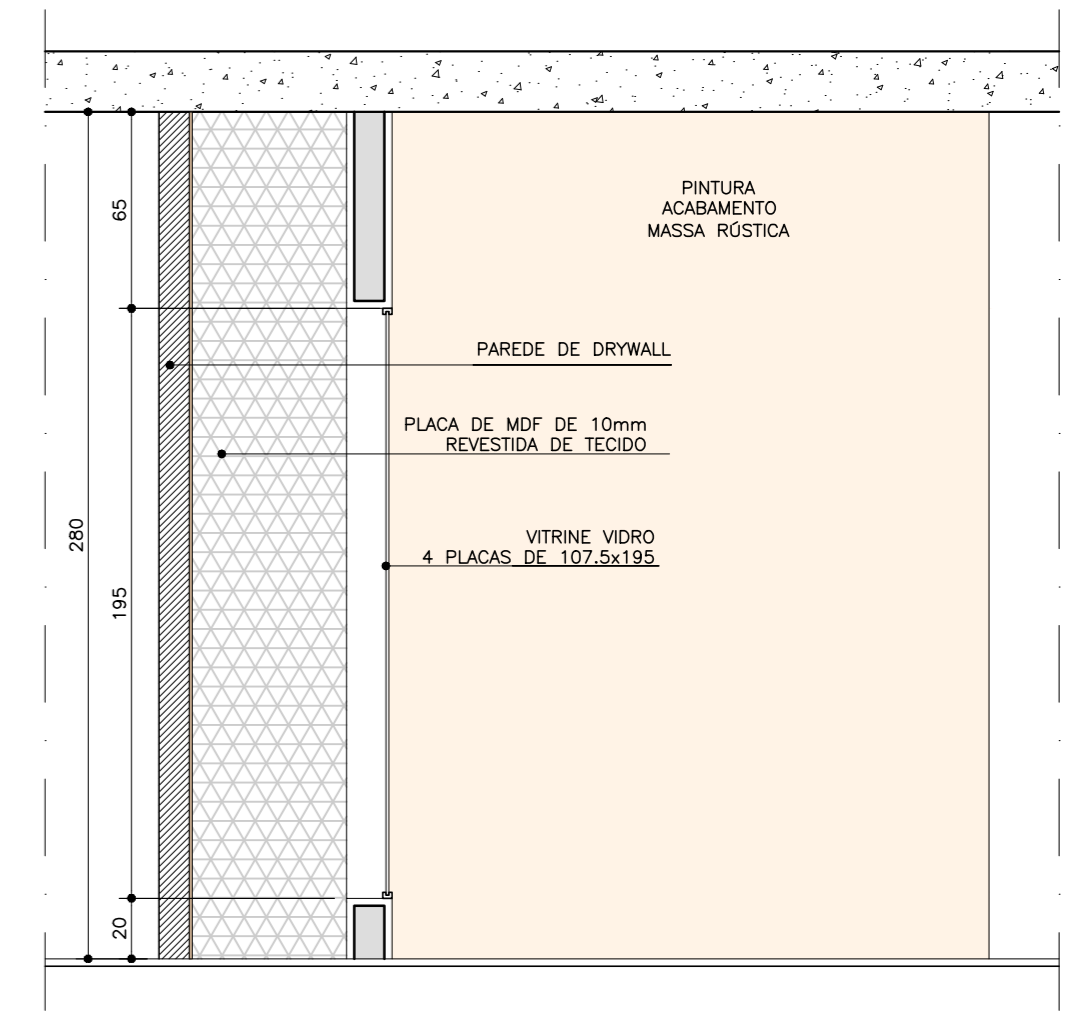 PINTURA
ACABAMENTO
MASSA RÚSTICA
65
PAREDE DE DRYWALL
PLACA DE MDF DE 10mm
REVESTIDA DE TECIDO
280
VITRINE VIDRO
4 PLACAS DE 107.5x195
195
20